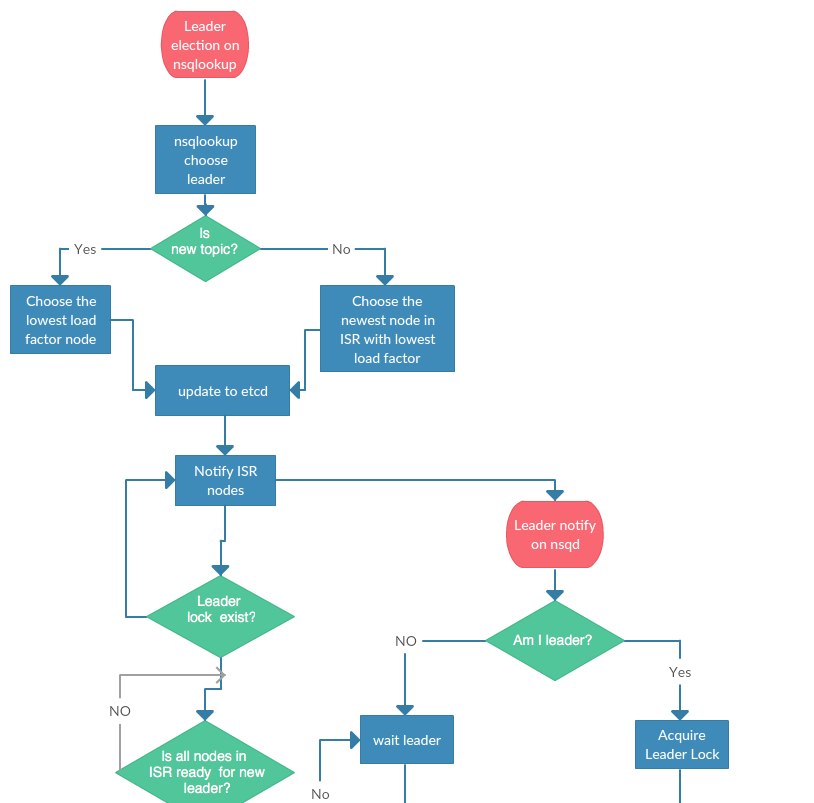 Leader
election on
nsqlookup
nsqlookup
choose
leader
Is
new topic?
Yes
No
Choose the
lowest load
factor node
Choose the
newest node in
ISR with lowest
load factor
update to etcd
Notify ISR
nodes
Leader notify
on nsqd
Leader
lock exist?
Am I leader?
NO
Yes
NO
wait leader
Acquire
Leader Lock
Is all nodes in
ISR ready for new
leader?
No